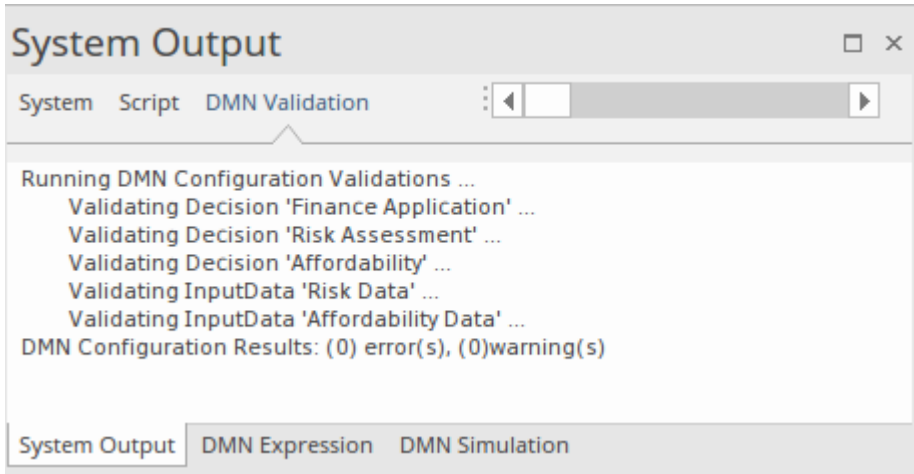 System Output
System Script DMN Validation
Running DMN Configuration Validations ...
Validating Decision 'Finance Application' ...
Validating Decision 'Risk Assessment' ...
Validating Decision 'Affordability' ...
Validating InputData 'Risk Data' ...
Validating InputData 'Affordability Data' ...
DMN Configuration Results: (0) error(s), (0)warning(s)
System Output DMN Expression DMN Simulation